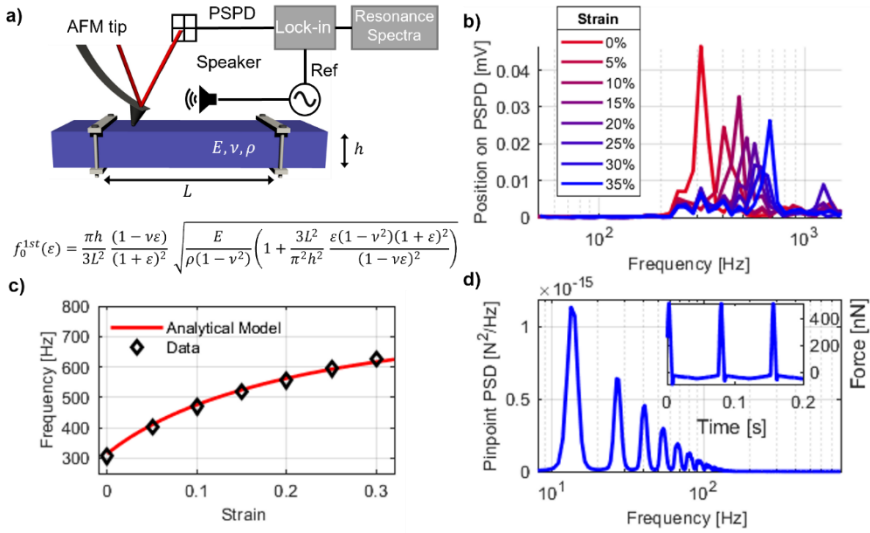 a)
AFM tip
PSPD
Lock-in
Resonance
Spectra
Speaker
Ref
E, ν, ρ
h
L
f₀^1st(ε) = πh/3L² (1 − νε)/(1 + ε)² √(E/ρ(1 − ν²) (1 + 3L²/π²h² ε(1 − ν²)(1 + ε)²/(1 − νε)²))
b)
Strain
0%
5%
10%
15%
20%
25%
30%
35%
Position on PSPD [mV]
0.04
0.03
0.02
0.01
0
10²
10³
Frequency [Hz]
c)
Frequency [Hz]
800
700
600
500
400
300
Analytical Model
Data
0
0.1
0.2
0.3
Strain
d)
× 10⁻¹⁵
Pinpoint PSD [N²/Hz]
1
0.5
0
10¹
10²
Frequency [Hz]
400
200
0
Force [nN]
0
0.1
0.2
Time [s]